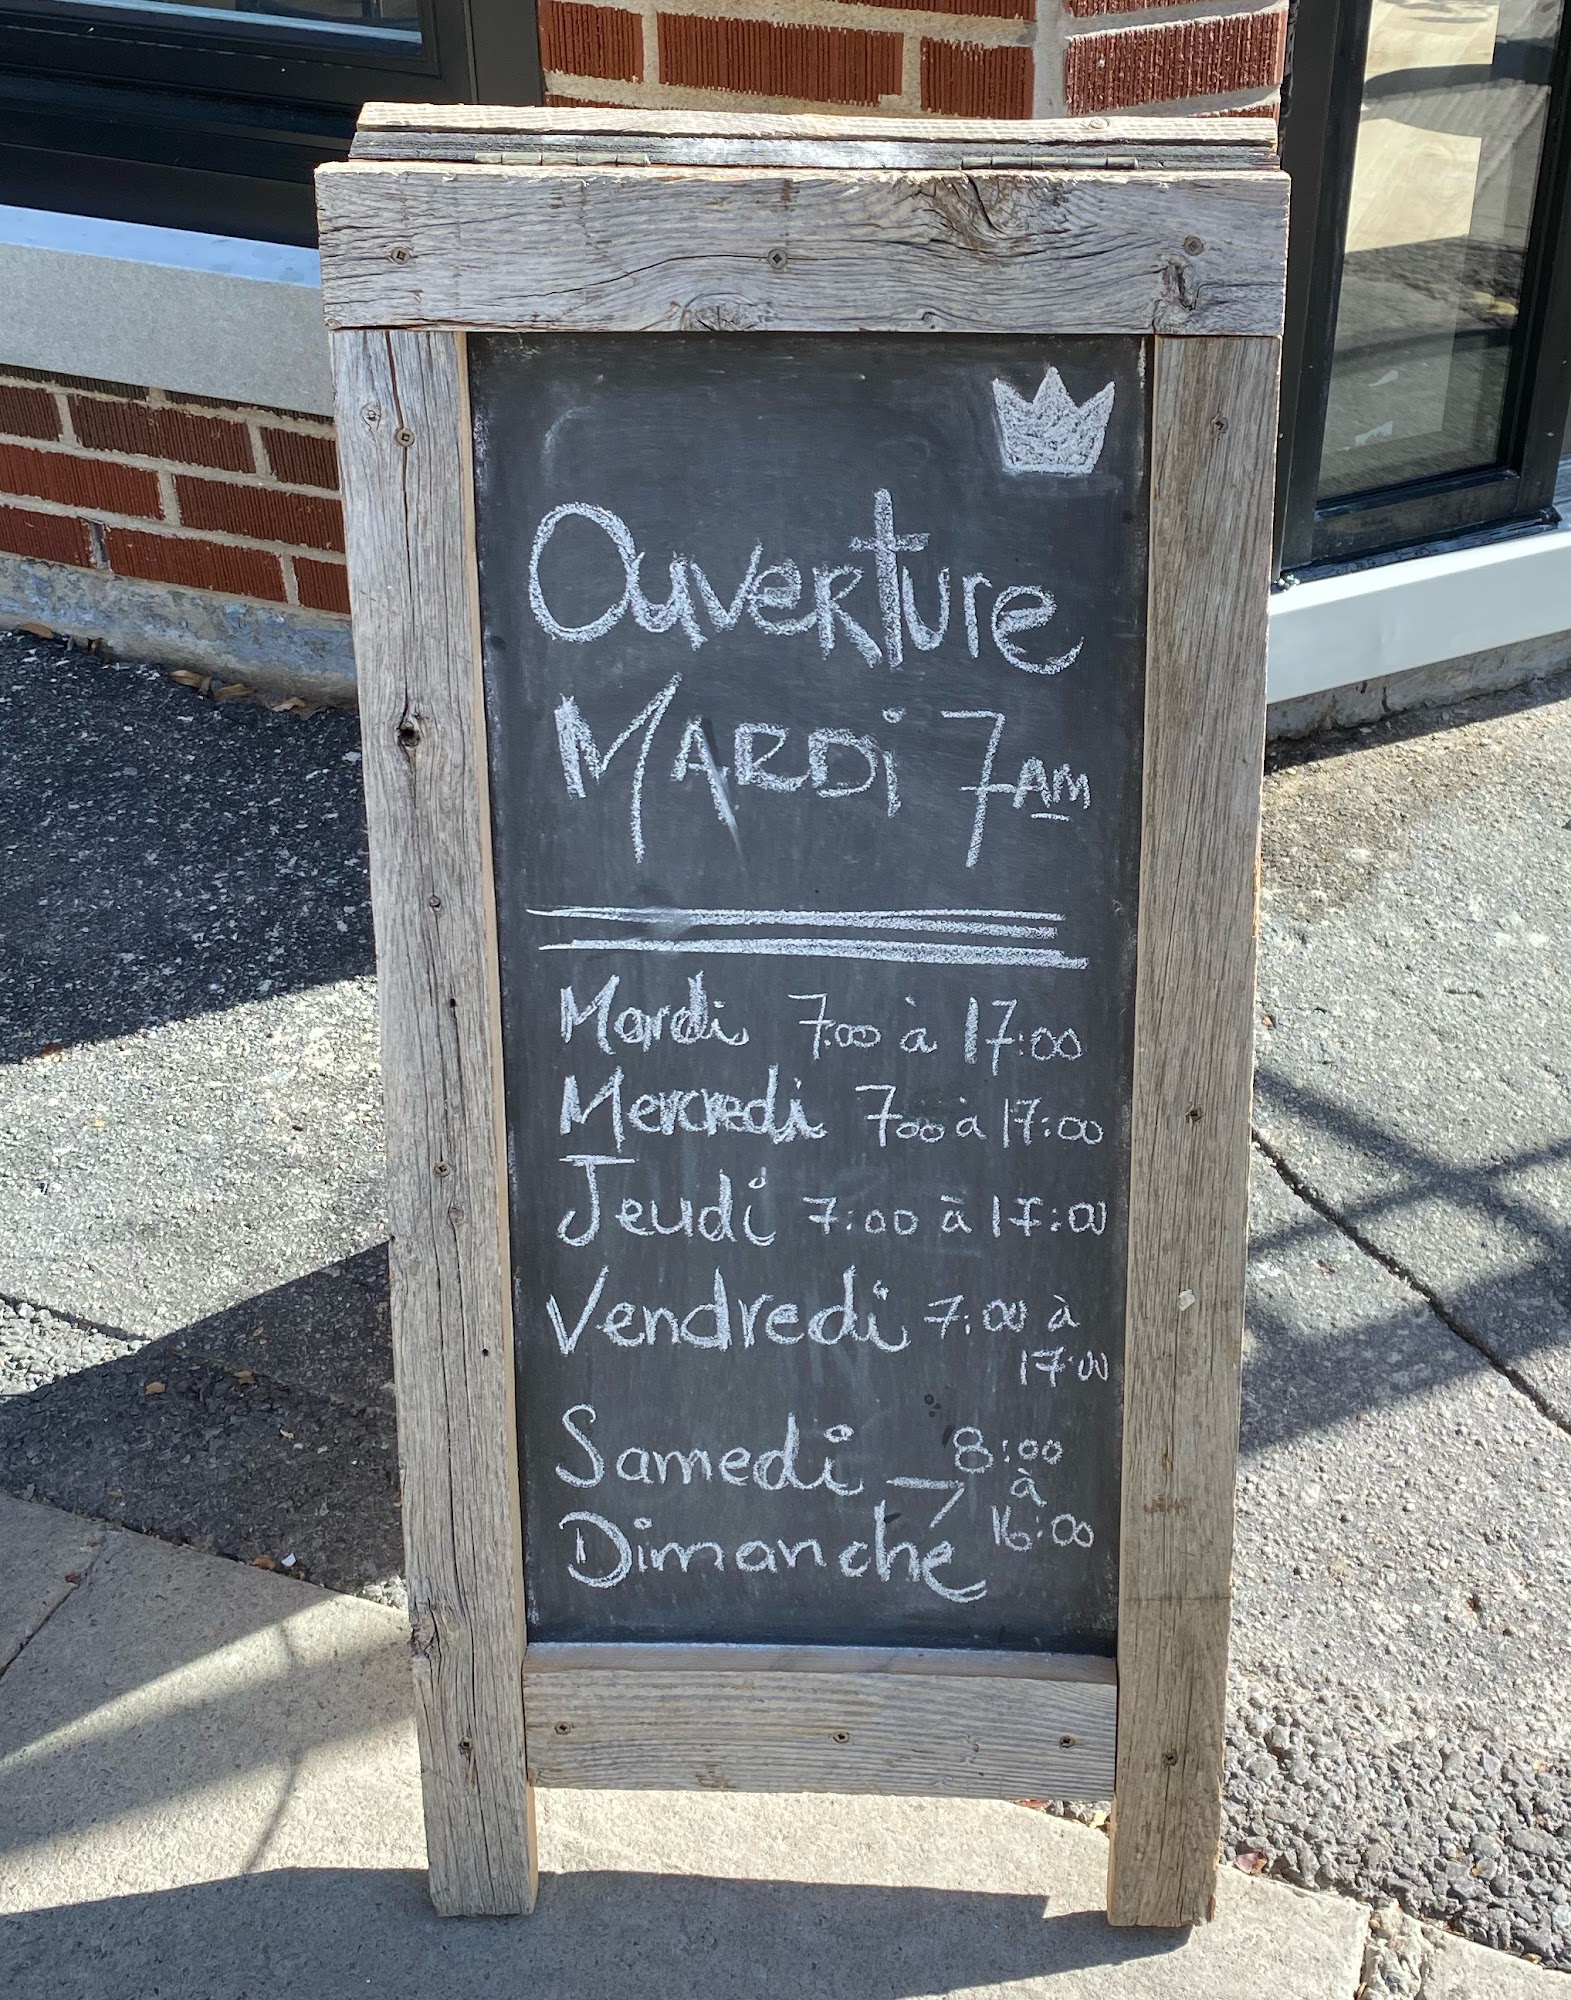 Ouverture
MARDi 7AM
Mardi 7:00 à 17:00
Mercredi 7:00 à 17:00
Jeudi 7:00 à 17:00
Vendredi 7:00 à
17:00
Samedi 8:00
à
Dimanche 16:00